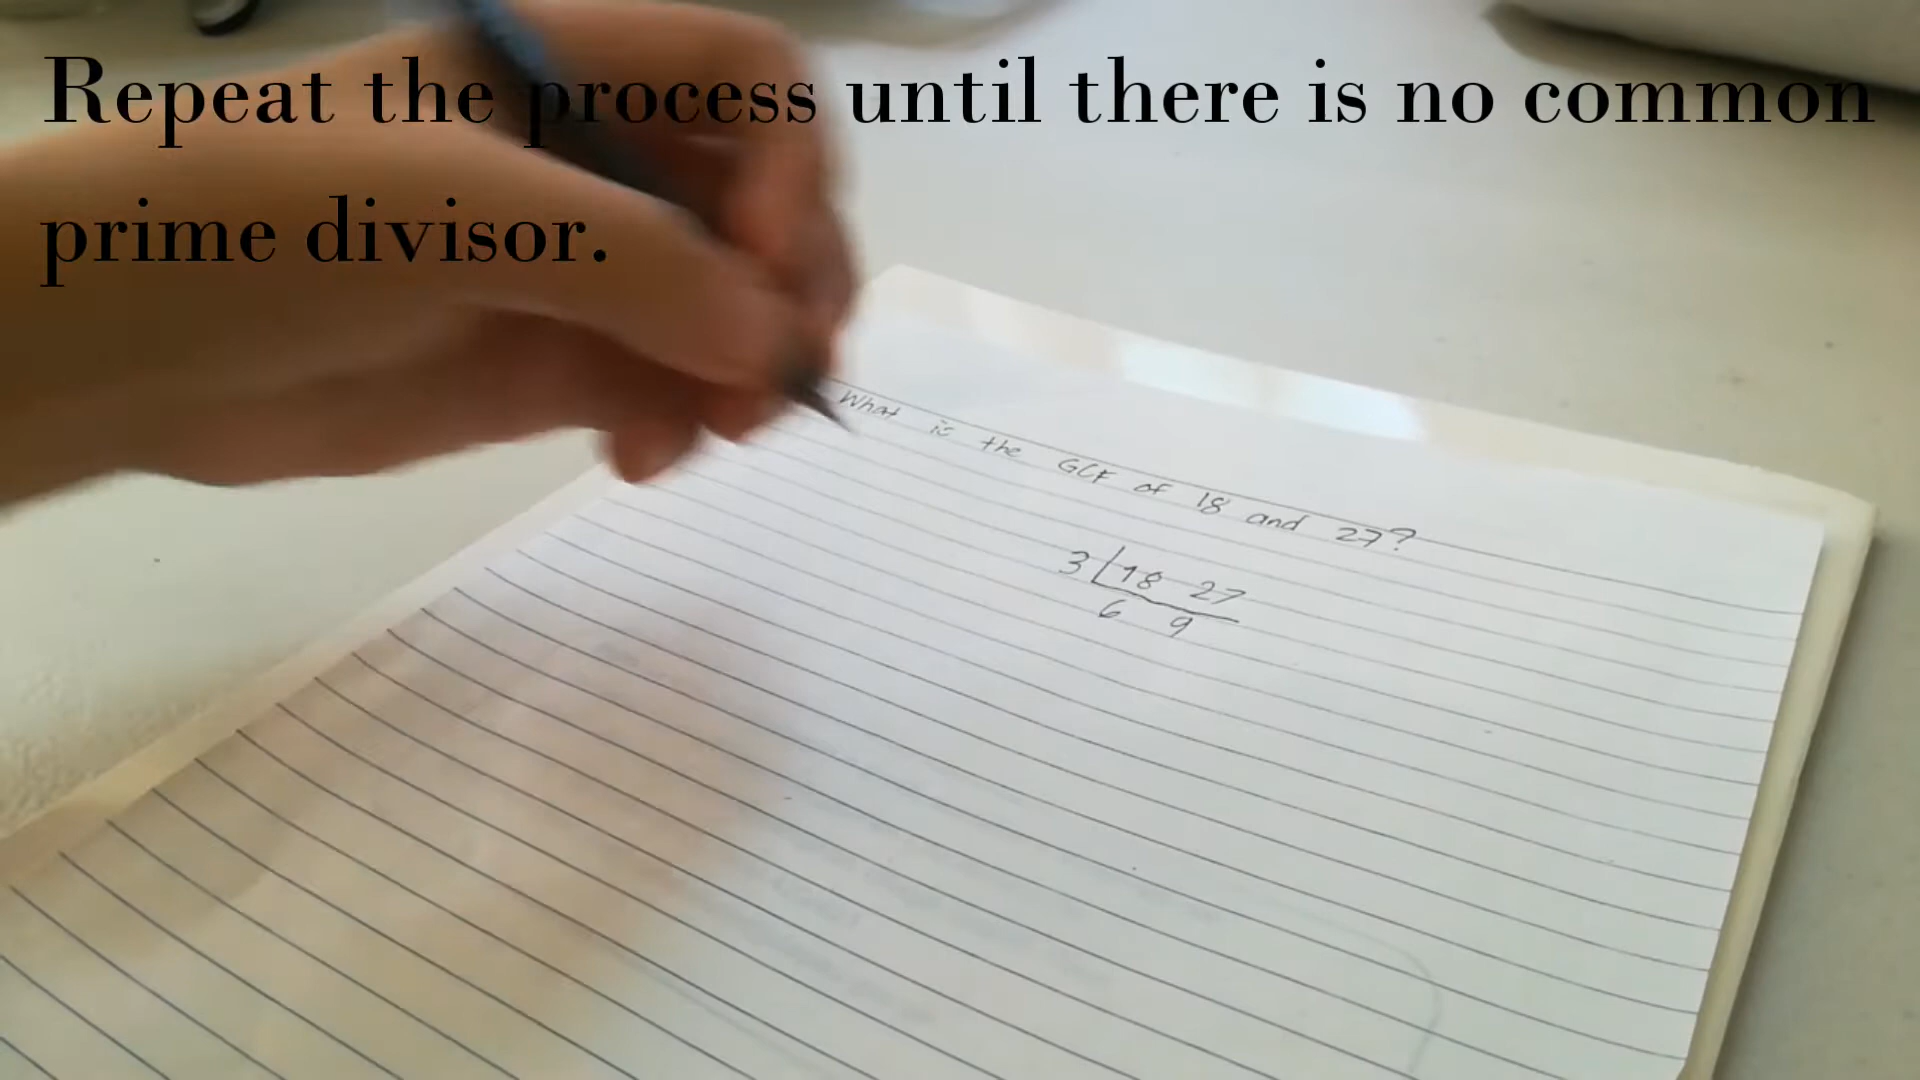 Repeat the process until there is no common
prime divisor.
What is the GCF of 18 and 27?
3 18 27
6 9